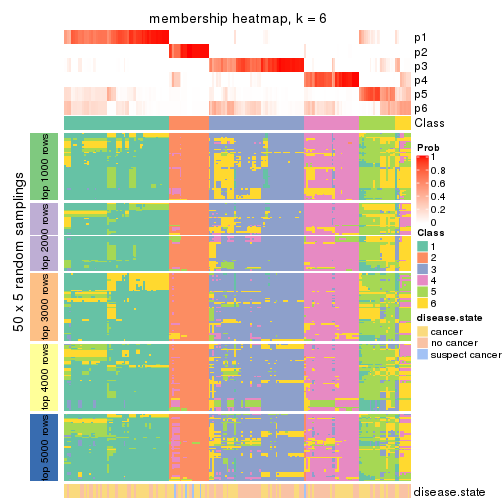 membership heatmap, k = 6
p1
p2
p3
p4
p5
p6
Class
50 x 5 random samplings
top 1000 rows
top 2000 rows
top 3000 rows
top 4000 rows
top 5000 rows
disease.state
Prob
1
0.8
0.6
0.4
0.2
0
Class
1
2
3
4
5
6
disease.state
cancer
no cancer
suspect cancer